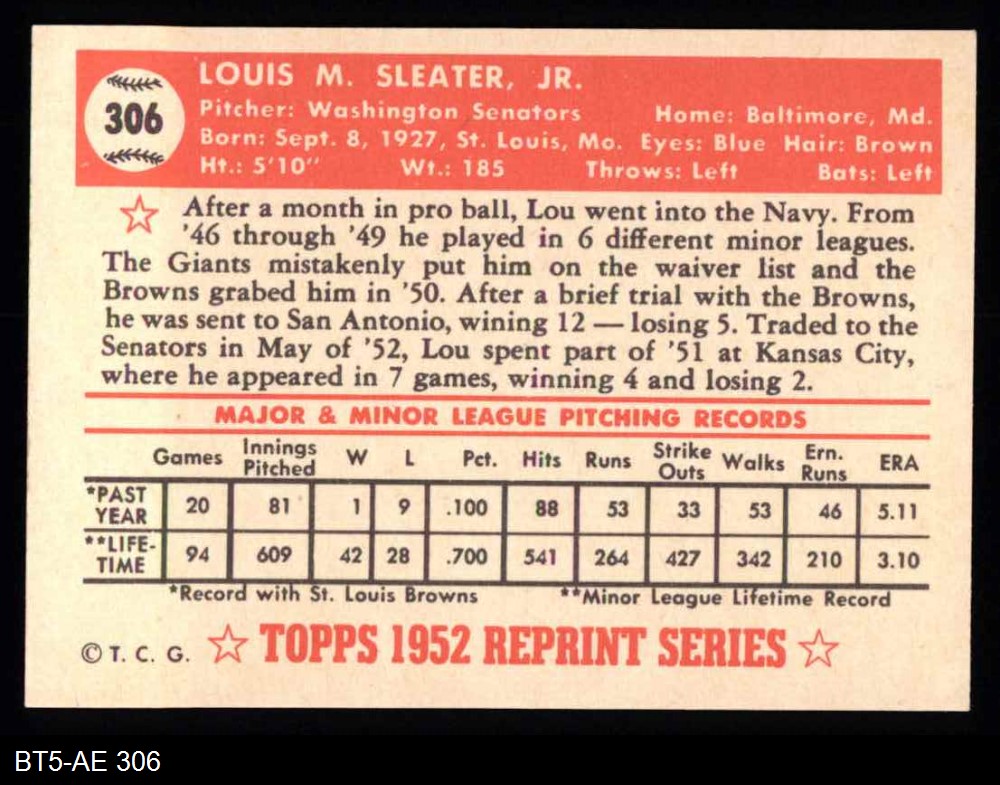 306
LOUIS M. SLEATER, JR.
Pitcher: Washington Senators Home: Baltimore, Md.
Born: Sept. 8, 1927, St. Louis, Mo. Eyes: Blue Hair: Brown
Ht.: 5'10" Wt.: 185 Throws: Left Bats: Left
After a month in pro ball, Lou went into the Navy. From
'46 through '49 he played in 6 different minor leagues.
The Giants mistakenly put him on the waiver list and the
Browns grabed him in '50. After a brief trial with the Browns,
he was sent to San Antonio, wining 12 — losing 5. Traded to the
Senators in May of '52, Lou spent part of '51 at Kansas City,
where he appeared in 7 games, winning 4 and losing 2.
MAJOR & MINOR LEAGUE PITCHING RECORDS
Games Innings Pitched W L Pct. Hits Runs Strike Outs Walks Ern. Runs ERA
*PAST YEAR 20 81 1 9 .100 88 53 33 53 46 5.11
**LIFE-TIME 94 609 42 28 .700 541 264 427 342 210 3.10
*Record with St. Louis Browns **Minor League Lifetime Record
© T. C. G. ☆ TOPPS 1952 REPRINT SERIES ☆
BT5-AE 306